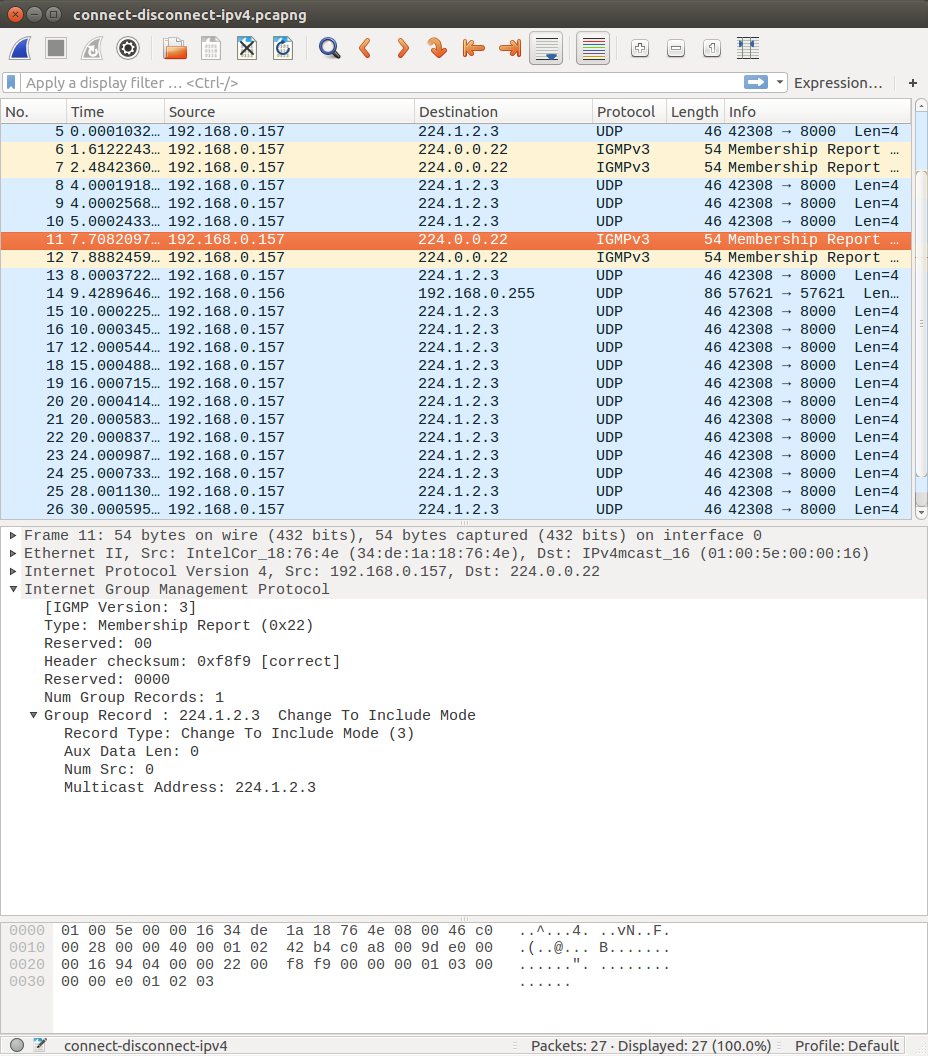 connect-disconnect-ipv4.pcapng
Apply a display filter … <Ctrl-/> Expression… +
No. Time Source Destination Protocol Length Info
5 0.0001032… 192.168.0.157 224.1.2.3 UDP 46 42308 → 8000 Len=4
6 1.6122243… 192.168.0.157 224.0.0.22 IGMPv3 54 Membership Report …
7 2.4842360… 192.168.0.157 224.0.0.22 IGMPv3 54 Membership Report …
8 4.0001918… 192.168.0.157 224.1.2.3 UDP 46 42308 → 8000 Len=4
9 4.0002568… 192.168.0.157 224.1.2.3 UDP 46 42308 → 8000 Len=4
10 5.0002433… 192.168.0.157 224.1.2.3 UDP 46 42308 → 8000 Len=4
11 7.7082097… 192.168.0.157 224.0.0.22 IGMPv3 54 Membership Report …
12 7.8882459… 192.168.0.157 224.0.0.22 IGMPv3 54 Membership Report …
13 8.0003722… 192.168.0.157 224.1.2.3 UDP 46 42308 → 8000 Len=4
14 9.4289646… 192.168.0.156 192.168.0.255 UDP 86 57621 → 57621 Len…
15 10.000225… 192.168.0.157 224.1.2.3 UDP 46 42308 → 8000 Len=4
16 10.000345… 192.168.0.157 224.1.2.3 UDP 46 42308 → 8000 Len=4
17 12.000544… 192.168.0.157 224.1.2.3 UDP 46 42308 → 8000 Len=4
18 15.000488… 192.168.0.157 224.1.2.3 UDP 46 42308 → 8000 Len=4
19 16.000715… 192.168.0.157 224.1.2.3 UDP 46 42308 → 8000 Len=4
20 20.000414… 192.168.0.157 224.1.2.3 UDP 46 42308 → 8000 Len=4
21 20.000583… 192.168.0.157 224.1.2.3 UDP 46 42308 → 8000 Len=4
22 20.000837… 192.168.0.157 224.1.2.3 UDP 46 42308 → 8000 Len=4
23 24.000987… 192.168.0.157 224.1.2.3 UDP 46 42308 → 8000 Len=4
24 25.000733… 192.168.0.157 224.1.2.3 UDP 46 42308 → 8000 Len=4
25 28.001130… 192.168.0.157 224.1.2.3 UDP 46 42308 → 8000 Len=4
26 30.000595… 192.168.0.157 224.1.2.3 UDP 46 42308 → 8000 Len=4
Frame 11: 54 bytes on wire (432 bits), 54 bytes captured (432 bits) on interface 0
Ethernet II, Src: IntelCor_18:76:4e (34:de:1a:18:76:4e), Dst: IPv4mcast_16 (01:00:5e:00:00:16)
Internet Protocol Version 4, Src: 192.168.0.157, Dst: 224.0.0.22
Internet Group Management Protocol
[IGMP Version: 3]
Type: Membership Report (0x22)
Reserved: 00
Header checksum: 0xf8f9 [correct]
Reserved: 0000
Num Group Records: 1
Group Record : 224.1.2.3  Change To Include Mode
Record Type: Change To Include Mode (3)
Aux Data Len: 0
Num Src: 0
Multicast Address: 224.1.2.3
0000 01 00 5e 00 00 16 34 de 1a 18 76 4e 08 00 46 c0 ..^...4. ..vN..F.
0010 00 28 00 00 40 00 01 02 42 b4 c0 a8 00 9d e0 00 .(..@... B.......
0020 00 16 94 04 00 00 22 00 f8 f9 00 00 00 01 03 00 ......". ........
0030 00 00 e0 01 02 03 ......
connect-disconnect-ipv4 Packets: 27 · Displayed: 27 (100.0%) Profile: Default